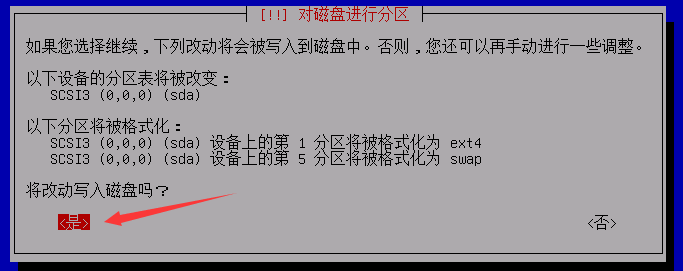 [!!] 对磁盘进行分区
如果您选择继续，下列改动将会被写入到磁盘中。否则，您还可以再手动进行一些调整。
以下设备的分区表将被改变：
SCSI3 (0,0,0) (sda)
以下分区将被格式化：
SCSI3 (0,0,0) (sda) 设备上的第 1 分区将被格式化为 ext4
SCSI3 (0,0,0) (sda) 设备上的第 5 分区将被格式化为 swap
将改动写入磁盘吗？
<是> <否>